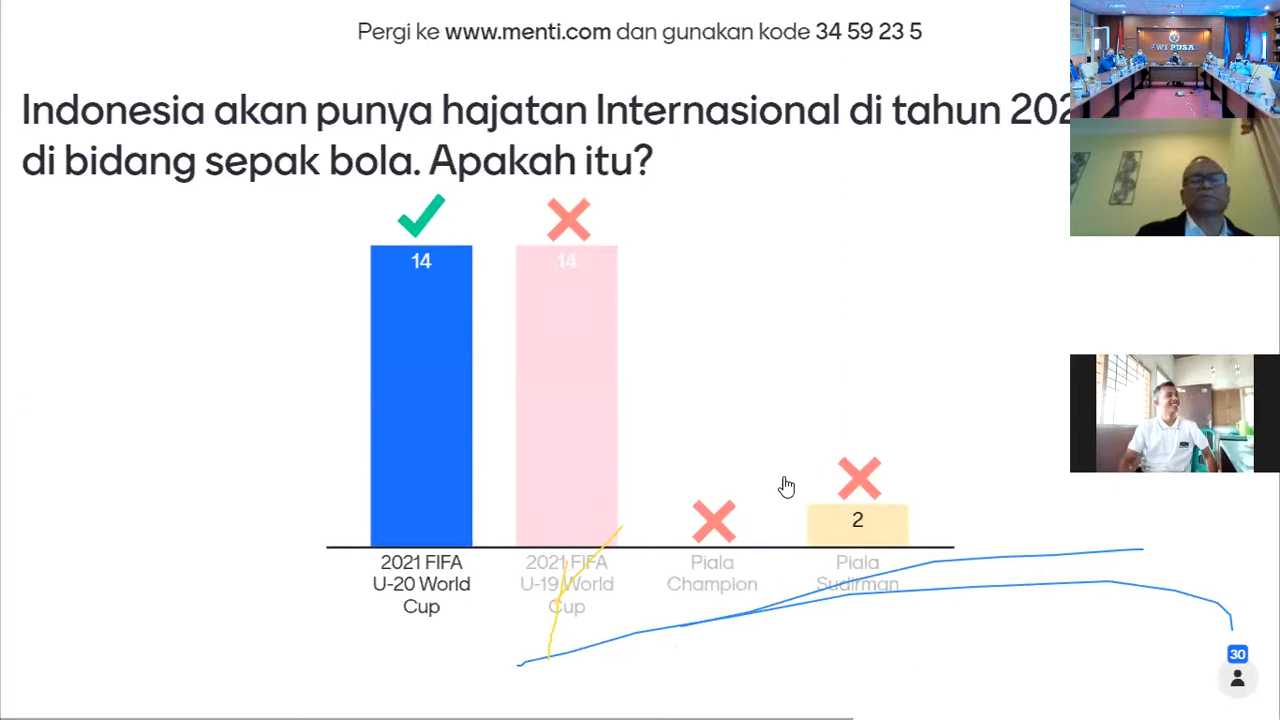 Pergi ke www.menti.com dan gunakan kode 34 59 23 5
Indonesia akan punya hajatan Internasional di tahun 202
di bidang sepak bola. Apakah itu?
14
14
2
2021 FIFA
U-20 World
Cup
2021 FIFA
U-19 World
Cup
Piala
Champion
Piala
Sudirman
30